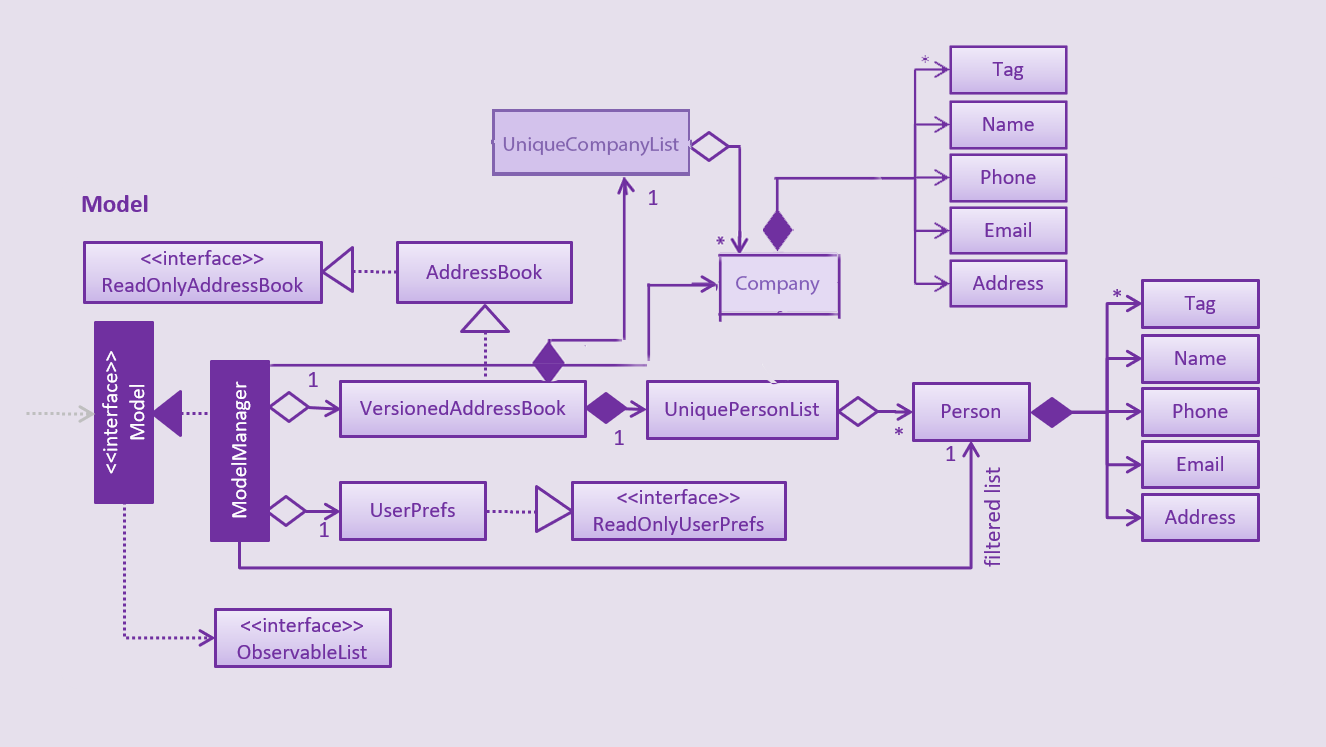 Model
<<interface>>
ReadOnlyAddressBook
AddressBook
UniqueCompanyList
1
*
Company
*
Tag
Name
Phone
Email
Address
<<interface>>
Model
ModelManager
1
VersionedAddressBook
1
UniquePersonList
*
Person
1
filtered list
*
Tag
Name
Phone
Email
Address
1
UserPrefs
<<interface>>
ReadOnlyUserPrefs
<<interface>>
ObservableList